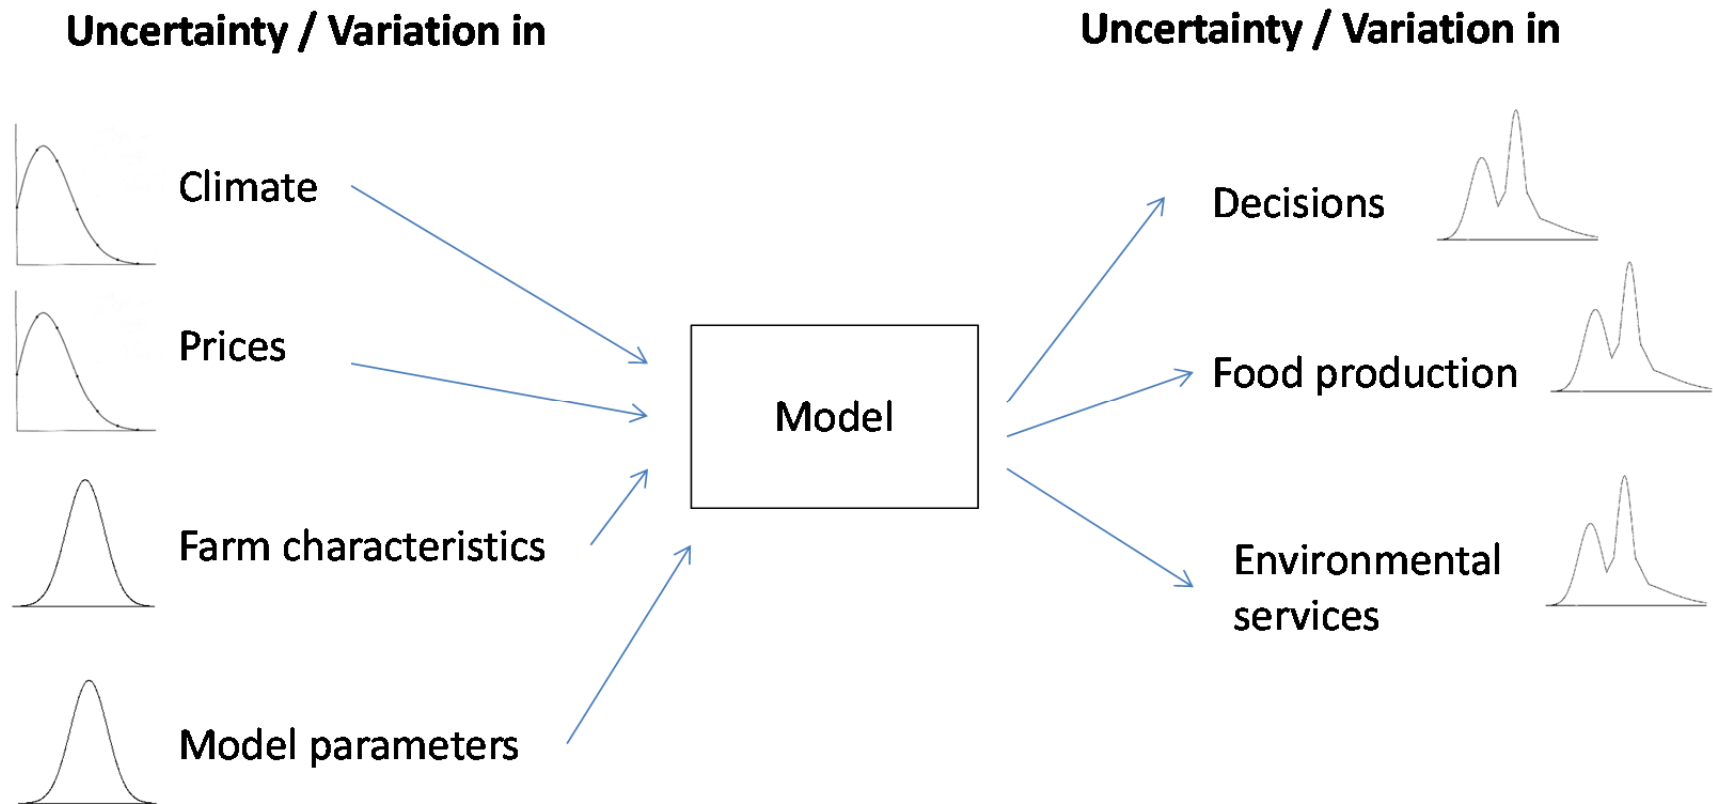 Uncertainty / Variation in
Climate
Prices
Farm characteristics
Model parameters
Model
Uncertainty / Variation in
Decisions
Food production
Environmental
services